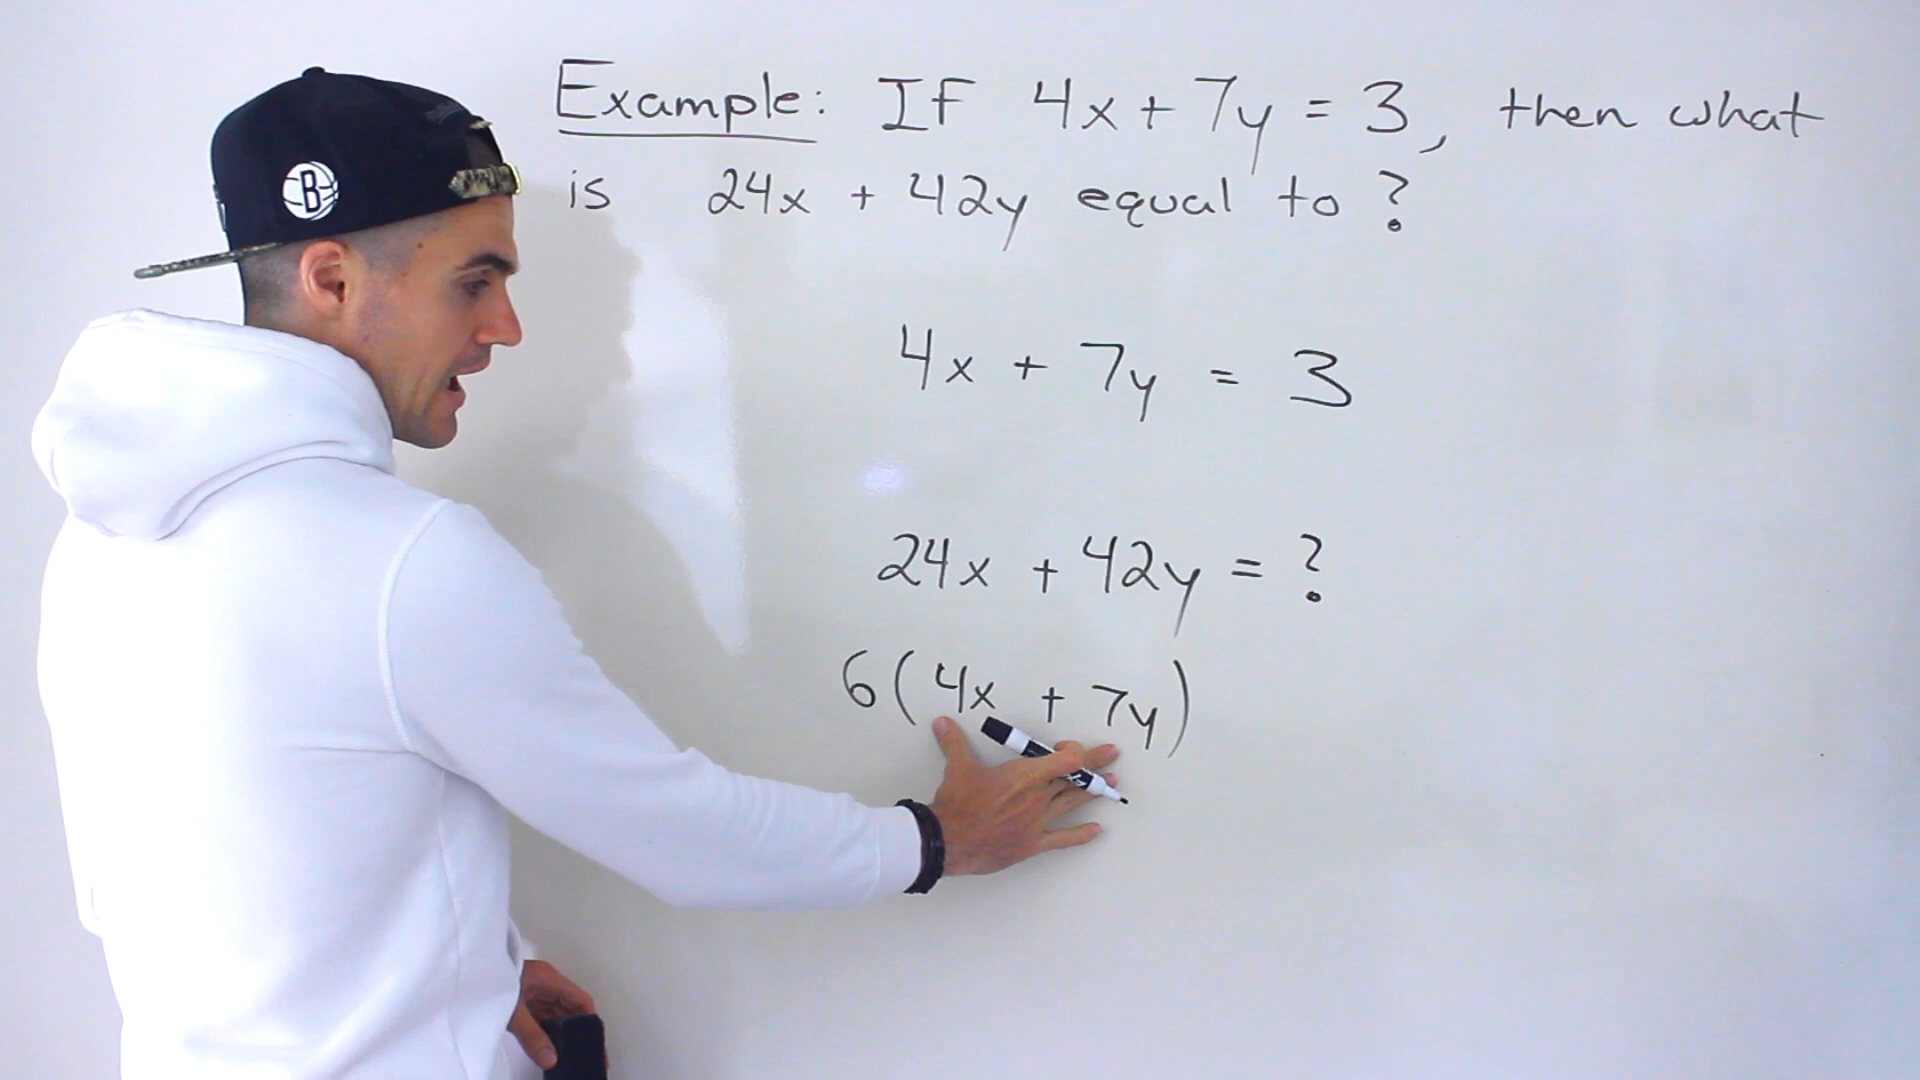 B
Example: If 4x + 7y = 3, then what
is 24x + 42y equal to ?
4x + 7y = 3
24x + 42y = ?
6(4x + 7y)